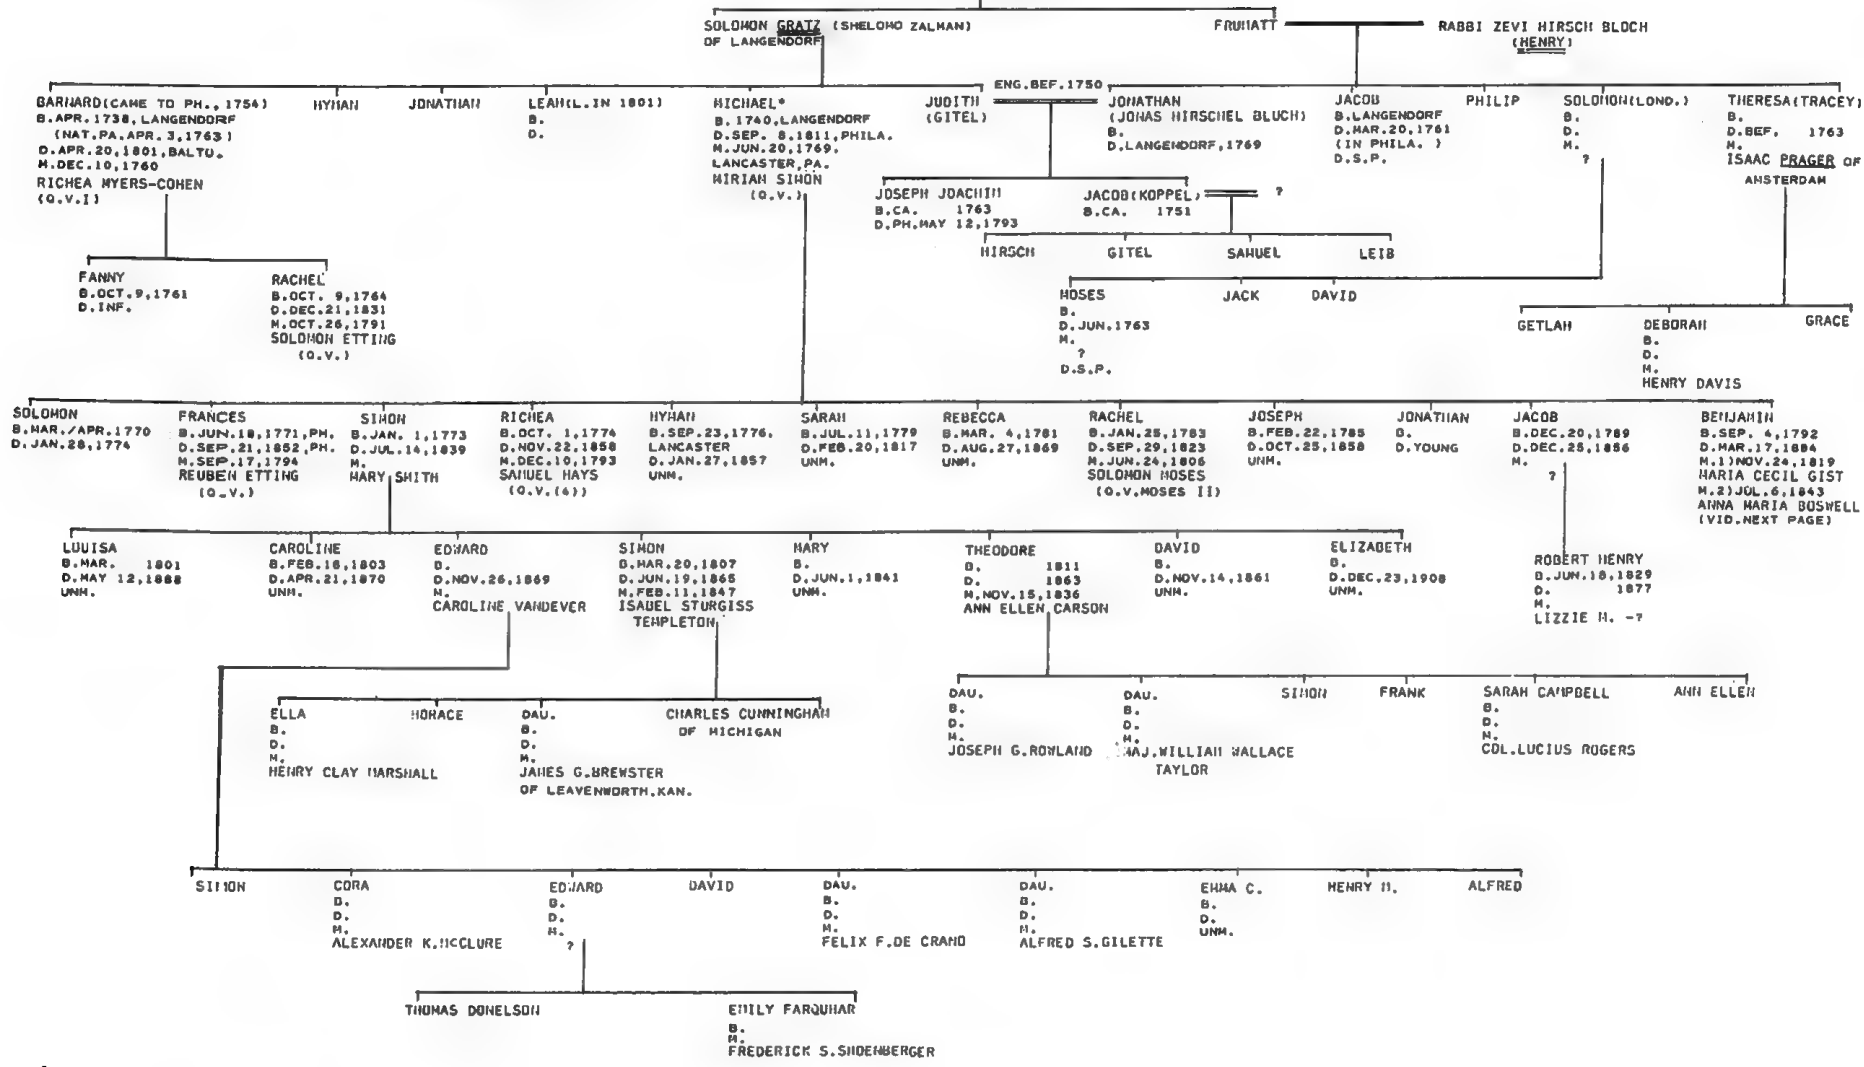 SOLOMON GRATZ (SHELOMO ZALMAN)
OF LANGENDORF
FRUMATT
RABBI ZEVI HIRSCH BLOCH
(HENRY)
BARNARD(CAME TO PH.,1754)
B.APR.1738,LANGENDORF
(NAT.PA.APR.3,1763)
D.APR.20,1801,BALTO.
M.DEC.10,1760
RICHEA MYERS-COHEN
(Q.V.I)
HYMAN
JONATHAN
LEAH(L.IN 1801)
B.
D.
MICHAEL*
B.1740,LANGENDORF
D.SEP. 8,1811,PHILA.
M.JUN.20,1769.
LANCASTER,PA.
MIRIAM SIMON
(Q.V.)
JUDITH
(GITEL)
ENG.BEF.1750
JONATHAN
(JONAS HIRSCHEL BLUCH)
B.
D.LANGENDORF,1769
JACOB
B.LANGENDORF
D.MAR.20,1761
(IN PHILA. )
D.S.P.
PHILIP
SOLOMON(LOND.)
B.
D.
M.
?
THERESA(TRACEY)
B.
D.BEF. 1763
M.
ISAAC PRAGER OF
AMSTERDAM
JOSEPH JOACHIM
B.CA. 1763
D.PH.MAY 12,1793
JACOB(KOPPEL)
B.CA. 1751
?
HIRSCH
GITEL
SAMUEL
LEIB
FANNY
B.OCT.9,1761
D.INF.
RACHEL
B.OCT. 9,1764
D.DEC.21,1831
M.OCT.26,1791
SOLOMON ETTING
(Q.V.)
MOSES
B.
D.JUN.1763
M.
?
D.S.P.
JACK
DAVID
GETLAH
DEBORAH
B.
D.
M.
HENRY DAVIS
GRACE
SOLOMON
B.MAR./APR.1770
D.JAN.28,1774
FRANCES
B.JUN.18,1771,PH.
D.SEP.21,1852,PH.
M.SEP.17,1794
REUBEN ETTING
(Q.V.)
SIMON
B.JAN. 1,1773
D.JUL.14,1839
M.
MARY SMITH
RICHEA
B.OCT. 1,1774
D.NOV.22,1858
M.DEC.10,1793
SAMUEL HAYS
(Q.V.(4))
HYMAN
B.SEP.23,1776,
LANCASTER
D.JAN.27,1857
UNM.
SARAH
B.JUL.11,1779
D.FEB.20,1817
UNM.
REBECCA
B.MAR. 4,1781
D.AUG.27,1869
UNM.
RACHEL
B.JAN.25,1783
D.SEP.29,1823
M.JUN.24,1806
SOLOMON MOSES
(Q.V.MOSES II)
JOSEPH
B.FEB.22,1785
D.OCT.25,1858
UNM.
JONATHAN
B.
D.YOUNG
JACOB
B.DEC.20,1789
D.DEC.25,1856
M.
?
BENJAMIN
B.SEP. 4,1792
D.MAR.17,1884
M.1)NOV.24,1819
MARIA CECIL GIST
M.2)JUL.6,1843
ANNA MARIA BOSWELL
(VID.NEXT PAGE)
LOUISA
B.MAR. 1801
D.MAY 12,1888
UNM.
CAROLINE
B.FEB.16,1803
D.APR.21,1870
UNM.
EDWARD
B.
D.NOV.26,1869
M.
CAROLINE VANDEVER
SIMON
B.MAR.20,1807
D.JUN.19,1865
M.FEB.11,1847
ISABEL STURGISS
TEMPLETON
MARY
B.
D.JUN.1,1841
UNM.
THEODORE
B. 1811
D. 1863
M.NOV.15,1836
ANN ELLEN CARSON
DAVID
B.
D.NOV.14,1861
UNM.
ELIZABETH
B.
D.DEC.23,1908
UNM.
ROBERT HENRY
B.JUN.18,1829
D. 1877
M.
LIZZIE M. -?
ELLA
B.
D.
M.
HENRY CLAY MARSHALL
HORACE
DAU.
B.
D.
M.
JAMES G.BREWSTER
OF LEAVENWORTH,KAN.
CHARLES CUNNINGHAM
OF MICHIGAN
DAU.
B.
D.
M.
JOSEPH G.ROWLAND
DAU.
B.
D.
M.
MAJ.WILLIAM WALLACE
TAYLOR
SIMON
FRANK
SARAH CAMPBELL
B.
D.
M.
COL.LUCIUS ROGERS
ANN ELLEN
SIMON
CORA
B.
D.
M.
ALEXANDER K.MCCLURE
EDWARD
B.
D.
M.
?
DAVID
DAU.
B.
D.
M.
FELIX F.DE CRANO
DAU.
B.
D.
M.
ALFRED S.GILETTE
EMMA C.
B.
D.
UNM.
HENRY M.
ALFRED
THOMAS DONELSON
EMILY FARQUHAR
B.
M.
FREDERICK S.SHOENBERGER